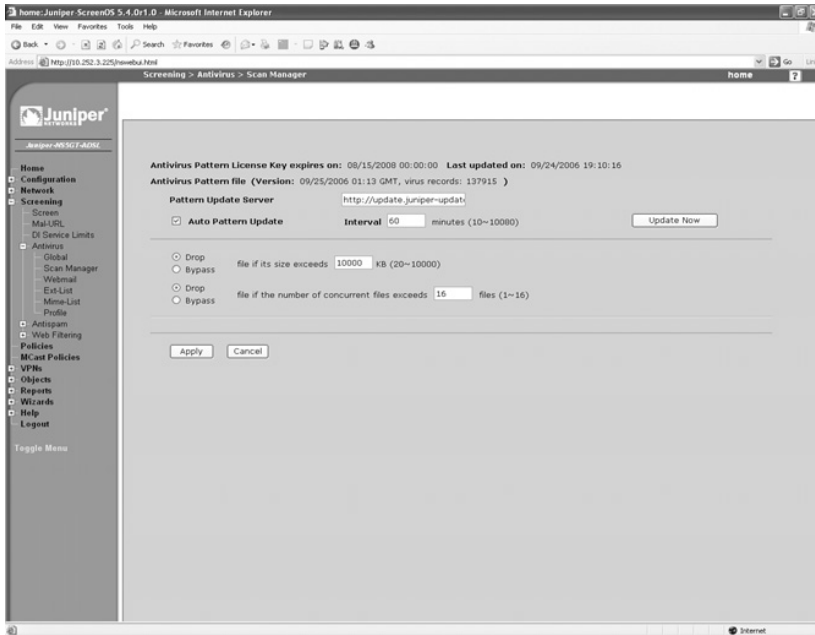 home:Juniper-ScreenOS 5.4.0r1.0 - Microsoft Internet Explorer
File Edit View Favorites Tools Help
Back Search Favorites
Address http://10.252.3.225/nswebui.html Go
Screening > Antivirus > Scan Manager home ?
Juniper
NETWORKS
Juniper-NS5GT-ADSL
Home
Configuration
Network
Screening
Screen
Mal-URL
DI Service Limits
Antivirus
Global
Scan Manager
Webmail
Ext-List
Mime-List
Profile
Antispam
Web Filtering
Policies
MCast Policies
VPNs
Objects
Reports
Wizards
Help
Logout
Toggle Menu
Antivirus Pattern License Key expires on: 08/15/2008 00:00:00 Last updated on: 09/24/2006 19:10:16
Antivirus Pattern file (Version: 09/25/2006 01:13 GMT, virus records: 137915 )
Pattern Update Server http://update.juniper-updat
Auto Pattern Update Interval 60 minutes (10~10080) Update Now
Drop
Bypass
file if its size exceeds 10000 KB (20~10000)
Drop
Bypass
file if the number of concurrent files exceeds 16 files (1~16)
Apply Cancel
Internet